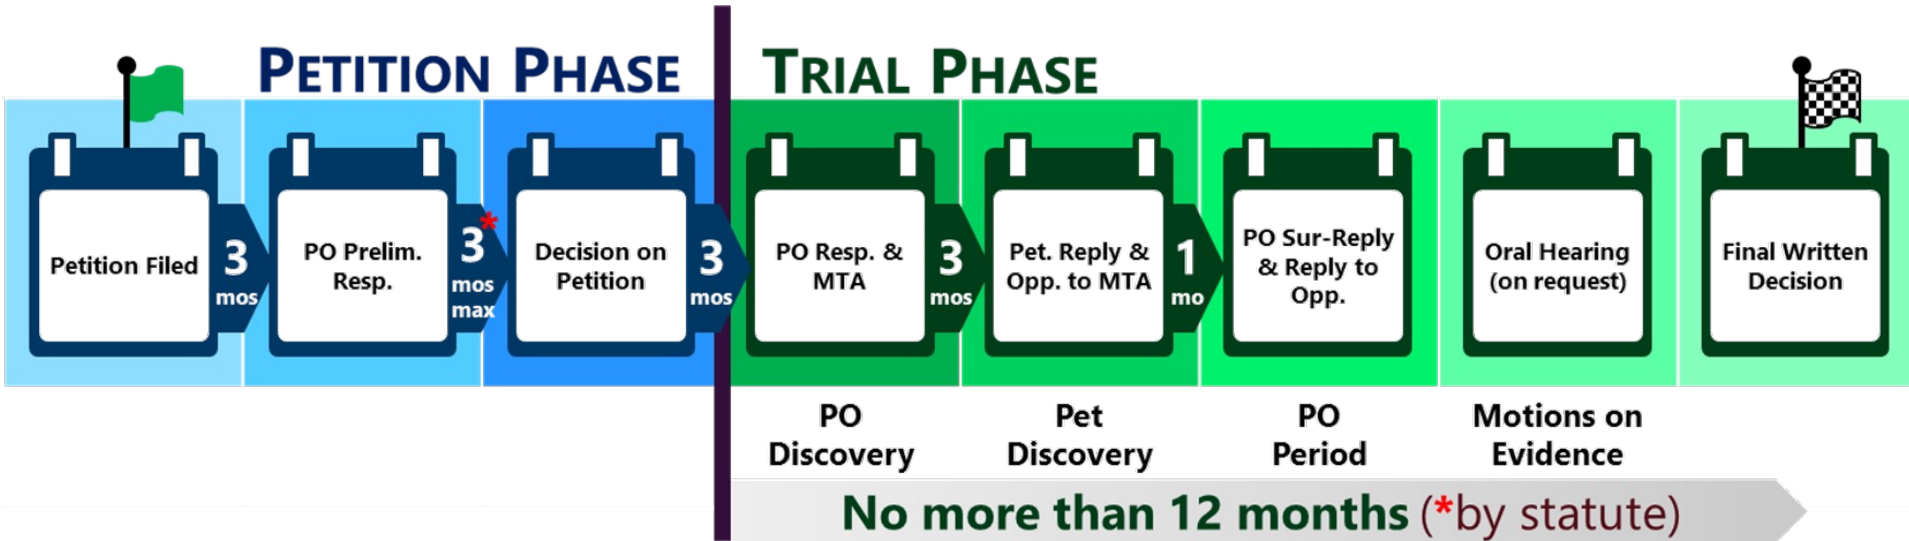 PETITION PHASE
TRIAL PHASE
Petition Filed
3
mos
PO Prelim.
Resp.
3*
mos
max
Decision on
Petition
3
mos
PO Resp. &
MTA
3
mos
Pet. Reply &
Opp. to MTA
1
mo
PO Sur-Reply
& Reply to
Opp.
Oral Hearing
(on request)
Final Written
Decision
PO
Discovery
Pet
Discovery
PO
Period
Motions on
Evidence
No more than 12 months (*by statute)